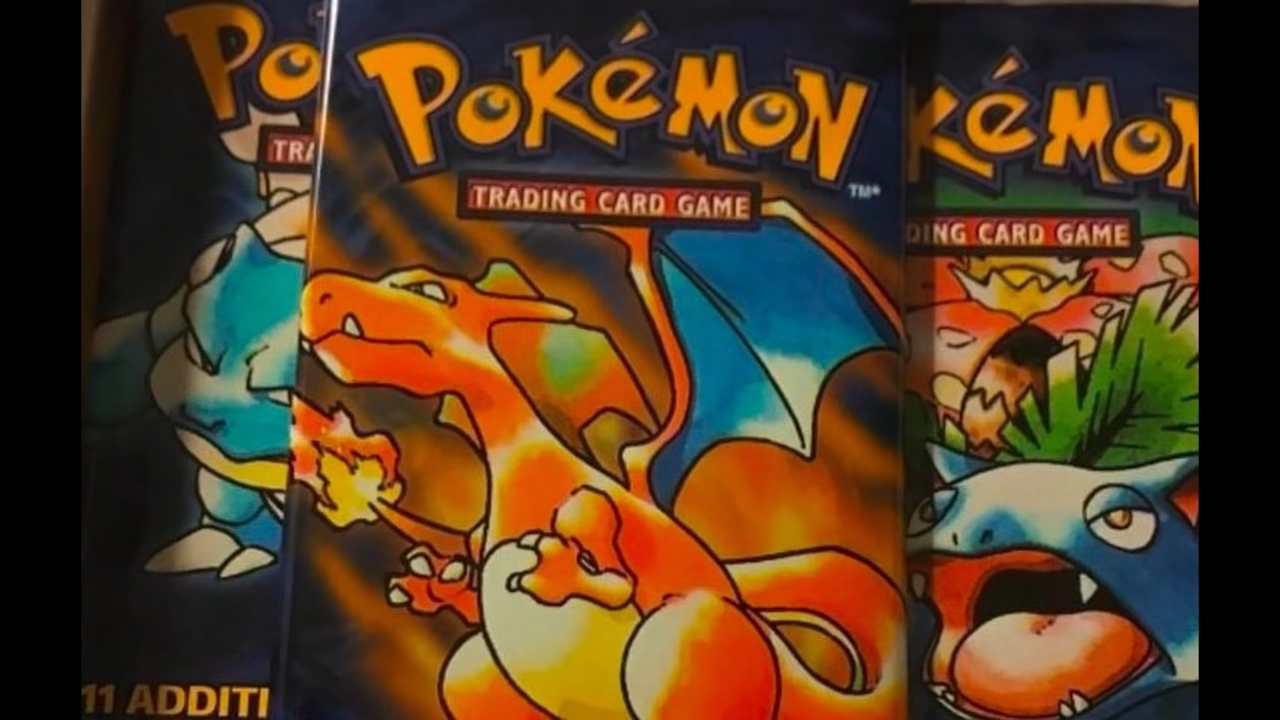 Po
TRA
11 ADDITI
POKéMON
TM*
TRADING CARD GAME
KéMON
DING CARD GAME